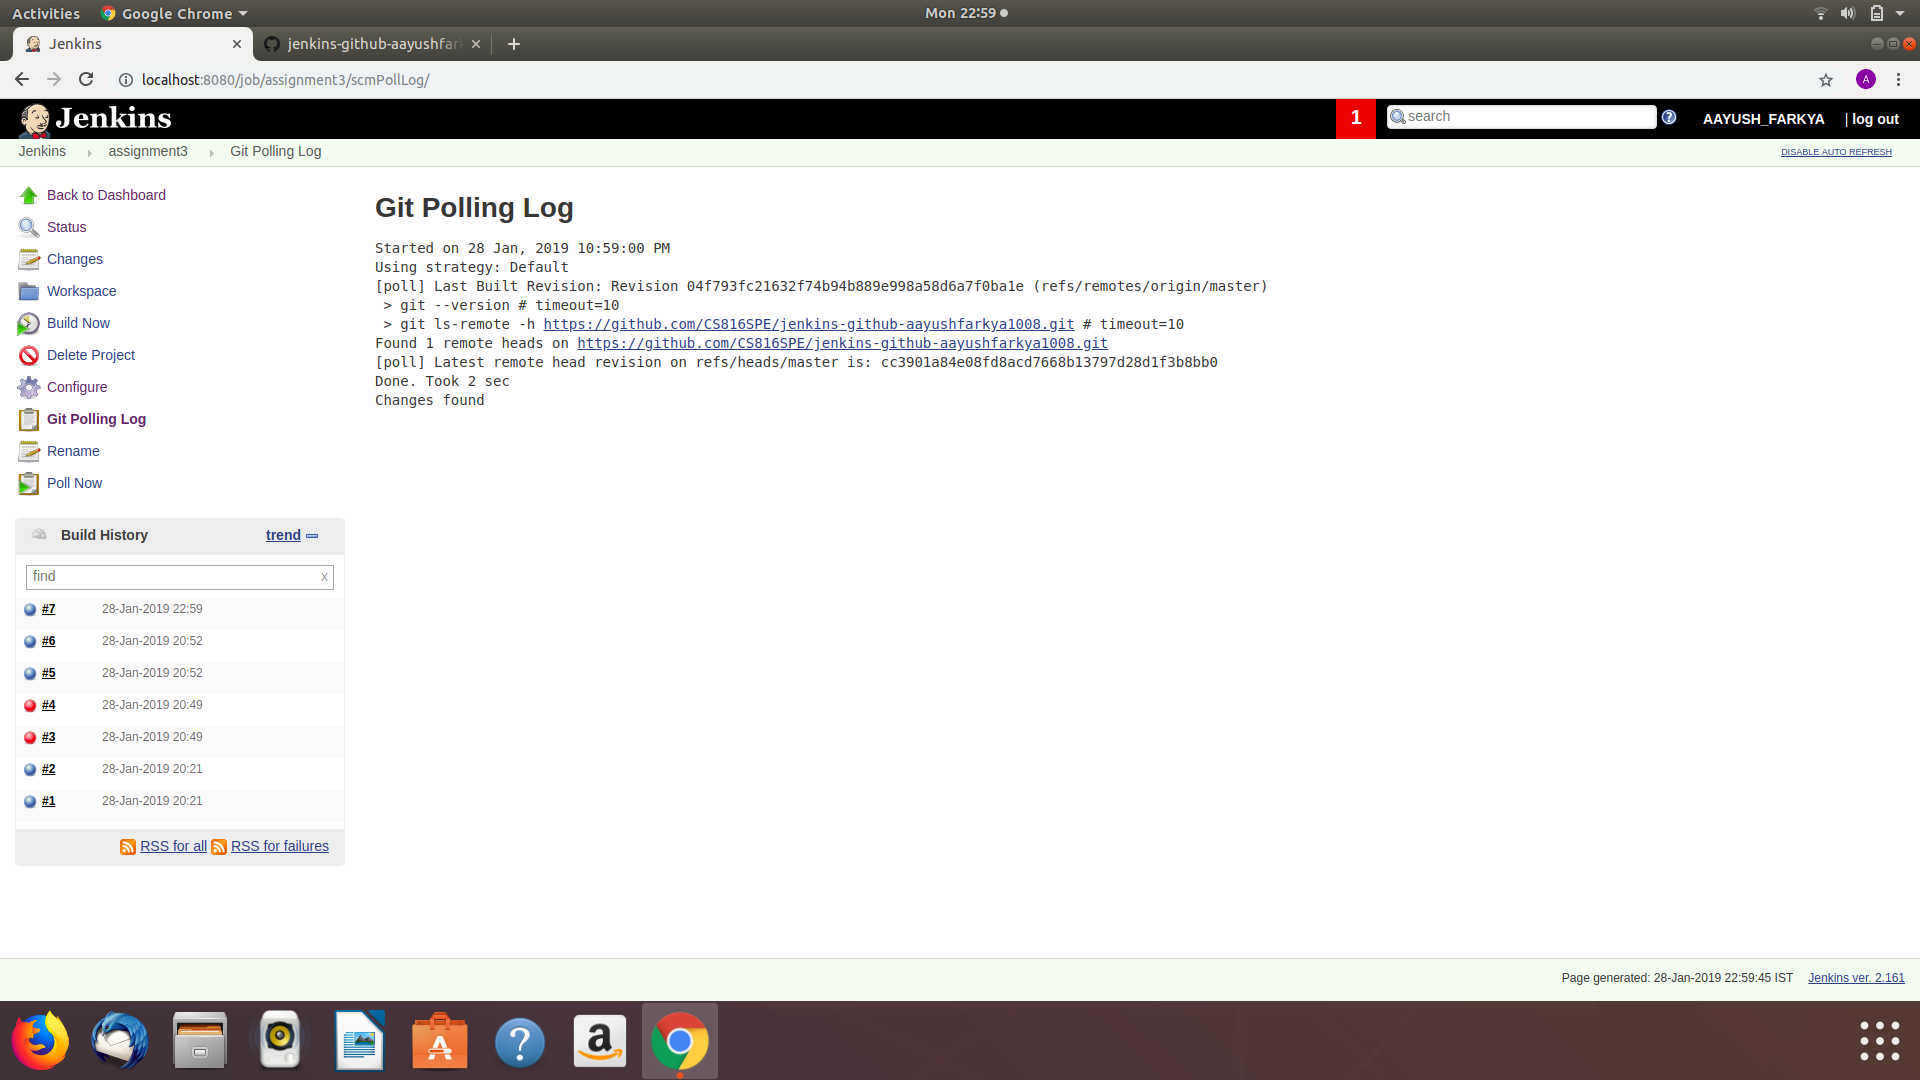 Activities
Google Chrome
Mon 22:59
Jenkins
jenkins-github-aayushfar
localhost:8080/job/assignment3/scmPollLog/
A
Jenkins
1
search
AAYUSH_FARKYA
| log out
Jenkins
assignment3
Git Polling Log
DISABLE AUTO REFRESH
Back to Dashboard
Status
Changes
Workspace
Build Now
Delete Project
Configure
Git Polling Log
Rename
Poll Now
Git Polling Log
Started on 28 Jan, 2019 10:59:00 PM
Using strategy: Default
[poll] Last Built Revision: Revision 04f793fc21632f74b94b889e998a58d6a7f0ba1e (refs/remotes/origin/master)
> git --version # timeout=10
> git ls-remote -h https://github.com/CS816SPE/jenkins-github-aayushfarkya1008.git # timeout=10
Found 1 remote heads on https://github.com/CS816SPE/jenkins-github-aayushfarkya1008.git
[poll] Latest remote head revision on refs/heads/master is: cc3901a84e08fd8acd7668b13797d28d1f3b8bb0
Done. Took 2 sec
Changes found
Build History
trend
find
x
#7 28-Jan-2019 22:59
#6 28-Jan-2019 20:52
#5 28-Jan-2019 20:52
#4 28-Jan-2019 20:49
#3 28-Jan-2019 20:49
#2 28-Jan-2019 20:21
#1 28-Jan-2019 20:21
RSS for all
RSS for failures
Page generated: 28-Jan-2019 22:59:45 IST
Jenkins ver. 2.161